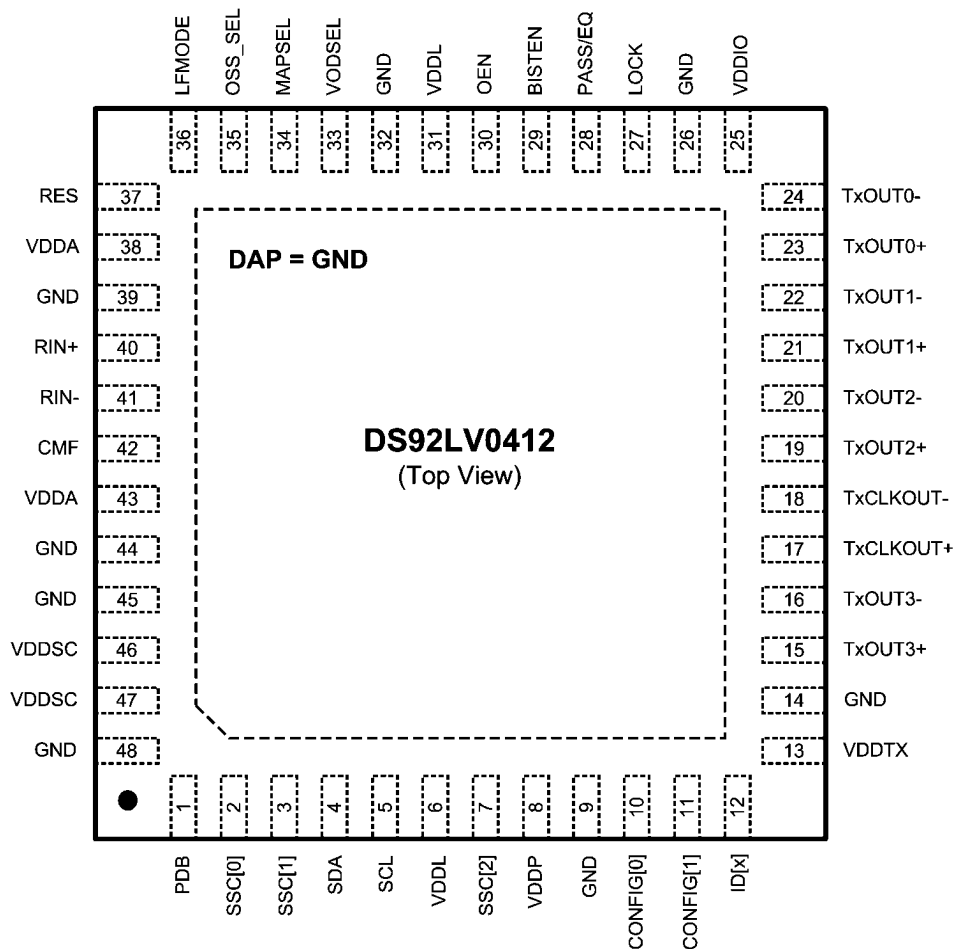 LFMODE
OSS_SEL
MAPSEL
VODSEL
GND
VDDL
OEN
BISTEN
PASS/EQ
LOCK
GND
VDDIO
36
35
34
33
32
31
30
29
28
27
26
25
RES 37
VDDA 38
GND 39
RIN+ 40
RIN- 41
CMF 42
VDDA 43
GND 44
GND 45
VDDSC 46
VDDSC 47
GND 48
DAP = GND
DS92LV0412
(Top View)
24 TxOUT0-
23 TxOUT0+
22 TxOUT1-
21 TxOUT1+
20 TxOUT2-
19 TxOUT2+
18 TxCLKOUT-
17 TxCLKOUT+
16 TxOUT3-
15 TxOUT3+
14 GND
13 VDDTX
1
2
3
4
5
6
7
8
9
10
11
12
PDB
SSC[0]
SSC[1]
SDA
SCL
VDDL
SSC[2]
VDDP
GND
CONFIG[0]
CONFIG[1]
ID[x]